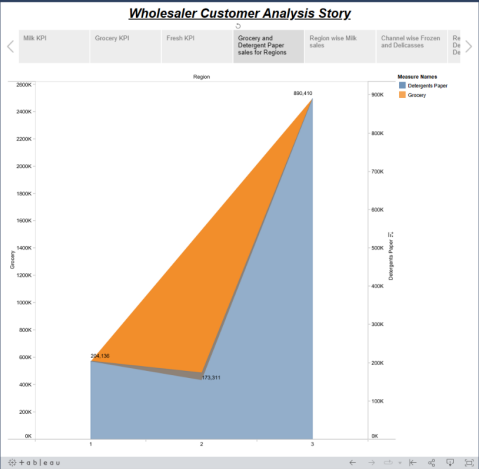 Wholesaler Customer Analysis Story
Milk KPI
Grocery KPI
Fresh KPI
Grocery and
Detergent Paper
sales for Regions
Region wise Milk
sales
Channel wise Frozen
and Delicasses
Re
De
De
Region
Measure Names
Detergents Paper
Grocery
2600K
2400K
2200K
2000K
1800K
1600K
1400K
1200K
1000K
800K
600K
400K
200K
0K
Grocery
890,410
204,136
173,311
900K
800K
700K
600K
500K
400K
300K
200K
100K
0K
Detergents Paper
1
2
3
+ a b l e a u